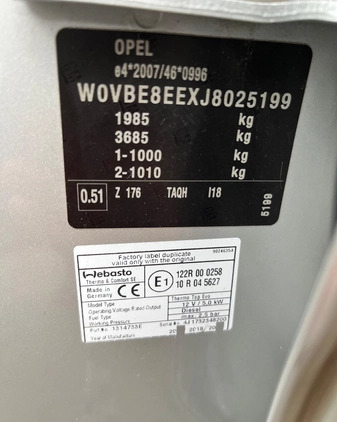 OPEL
e4*2007/46*0996
W0VBE8EEXJ8025199
1985 kg
3685 kg
1-1000 kg
2-1010 kg
0.51 Z 176 TAQH I18
5199
Factory label duplicate
valid only with the original
Webasto
Thermo & Comfort SE
Made in
Germany
CE
E1
122R 00 0258
10 R 04 5627
Model Type Thermo Top Evo
Operating Voltage Rated Output 12 V / 5.0 kW
Fuel Type Diesel
Working Pressure max. 2.5 bar
Part No. 1314733E
Year of Manufacture 2018